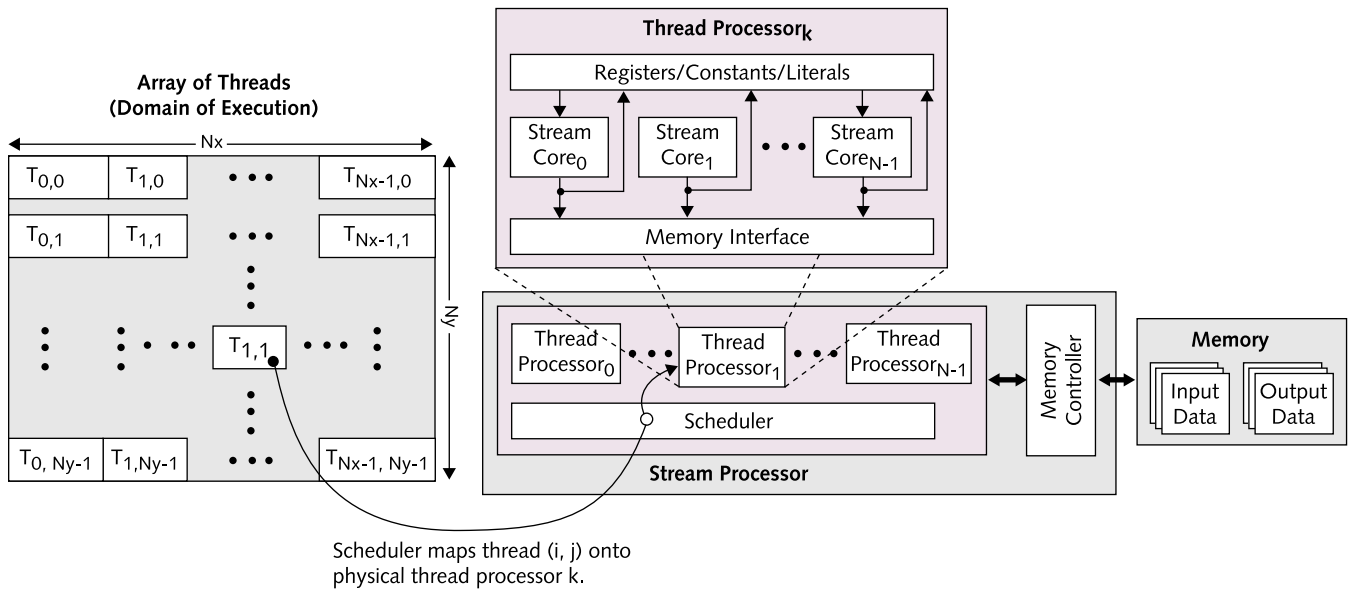 Array of Threads
(Domain of Execution)
Nx
Ny
T0,0 T1,0 TNx-1,0
T0,1 T1,1 TNx-1,1
T1,1
T0, Ny-1 T1,Ny-1 TNx-1, Ny-1
Thread Processork
Registers/Constants/Literals
Stream
Core0
Stream
Core1
Stream
CoreN-1
Memory Interface
Thread
Processor0
Thread
Processor1
Thread
ProcessorN-1
Scheduler
Stream Processor
Memory
Controller
Memory
Input
Data
Output
Data
Scheduler maps thread (i, j) onto
physical thread processor k.